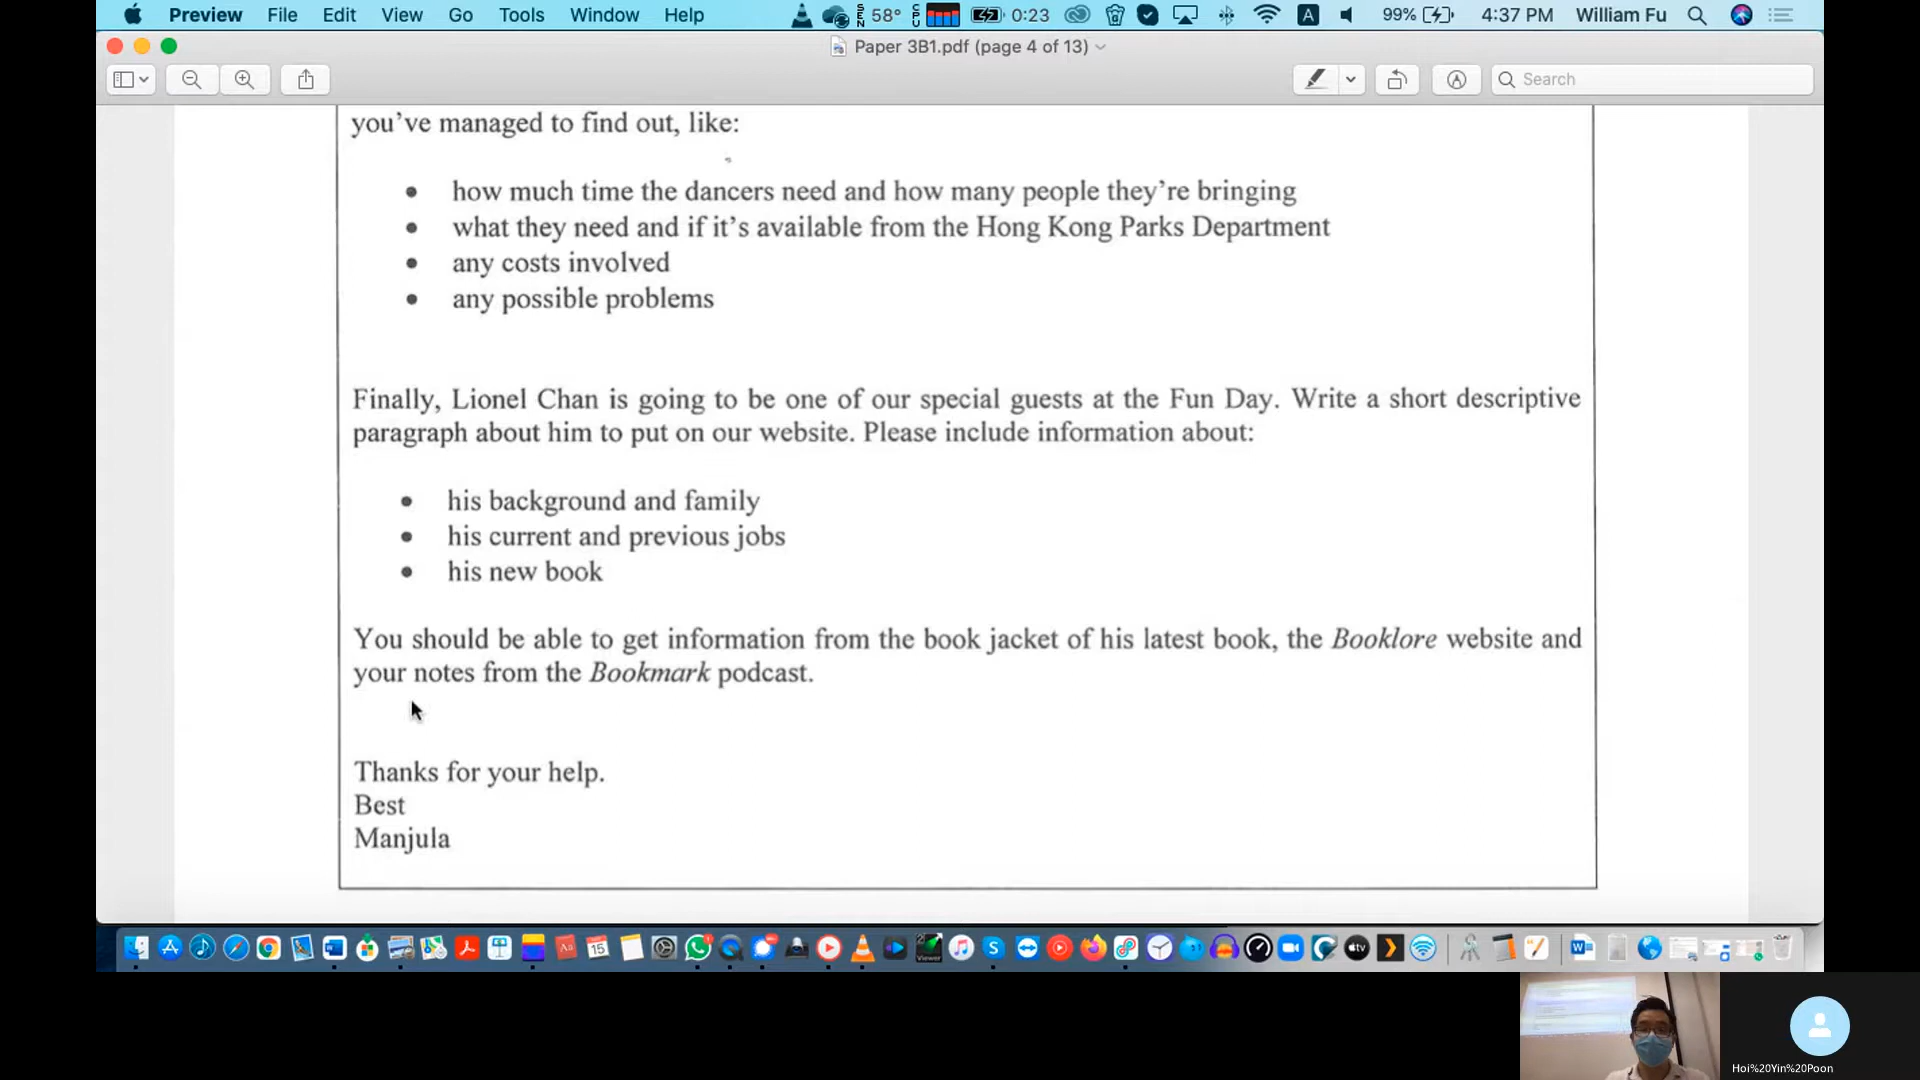 Preview File Edit View Go Tools Window Help SEN 58° CPU 0:23 A 99% 4:37 PM William Fu
Paper 3B1.pdf (page 4 of 13)
Search
you've managed to find out, like:
• how much time the dancers need and how many people they're bringing
• what they need and if it's available from the Hong Kong Parks Department
• any costs involved
• any possible problems
Finally, Lionel Chan is going to be one of our special guests at the Fun Day. Write a short descriptive
paragraph about him to put on our website. Please include information about:
• his background and family
• his current and previous jobs
• his new book
You should be able to get information from the book jacket of his latest book, the Booklore website and
your notes from the Bookmark podcast.
Thanks for your help.
Best
Manjula
Hoi%20Yin%20Poon